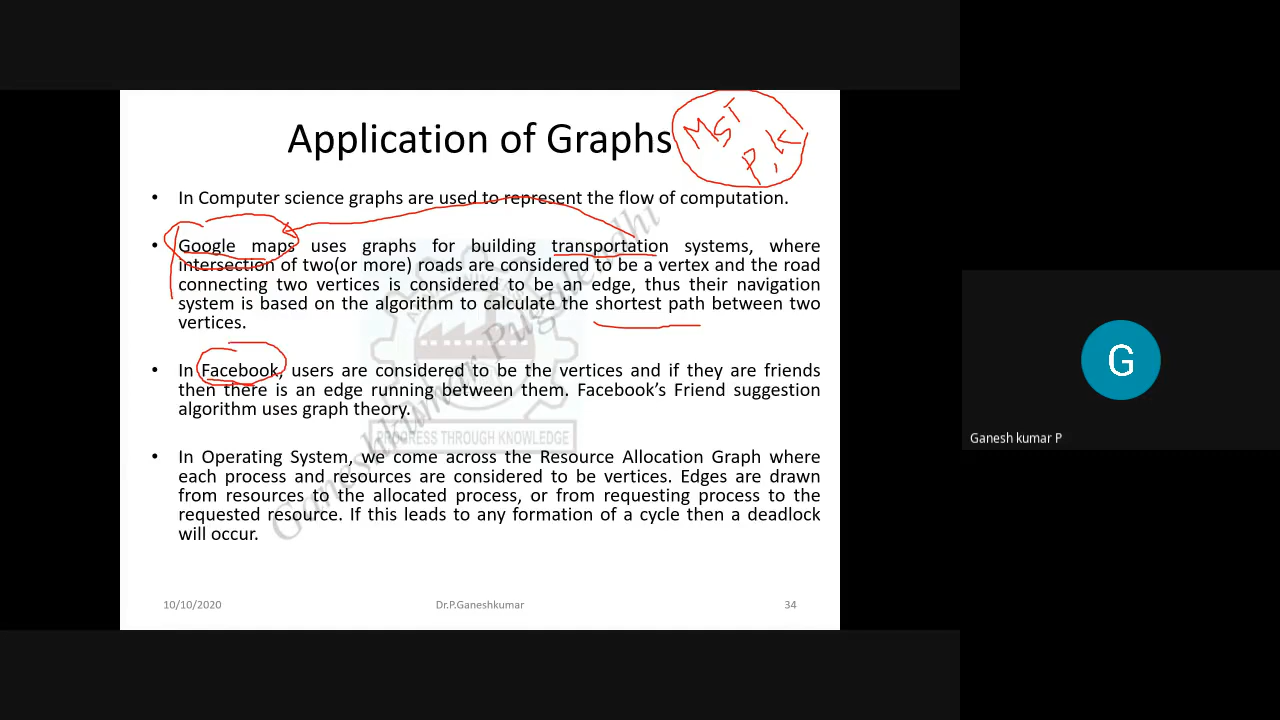 Application of Graphs
MST
P, K
• In Computer science graphs are used to represent the flow of computation.
• Google maps uses graphs for building transportation systems, where
intersection of two(or more) roads are considered to be a vertex and the road
connecting two vertices is considered to be an edge, thus their navigation
system is based on the algorithm to calculate the shortest path between two
vertices.
• In Facebook, users are considered to be the vertices and if they are friends
then there is an edge running between them. Facebook's Friend suggestion
algorithm uses graph theory.
PROGRESS THROUGH KNOWLEDGE
• In Operating System, we come across the Resource Allocation Graph where
each process and resources are considered to be vertices. Edges are drawn
from resources to the allocated process, or from requesting process to the
requested resource. If this leads to any formation of a cycle then a deadlock
will occur.
10/10/2020
Dr.P.Ganeshkumar
34
G
Ganesh kumar P